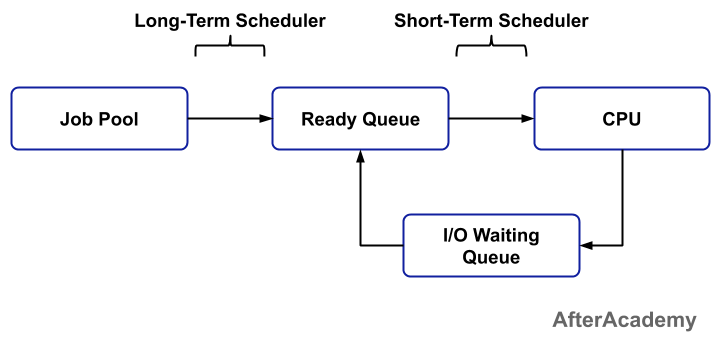 Long-Term Scheduler
Short-Term Scheduler
Job Pool
Ready Queue
CPU
I/O Waiting
Queue
AfterAcademy